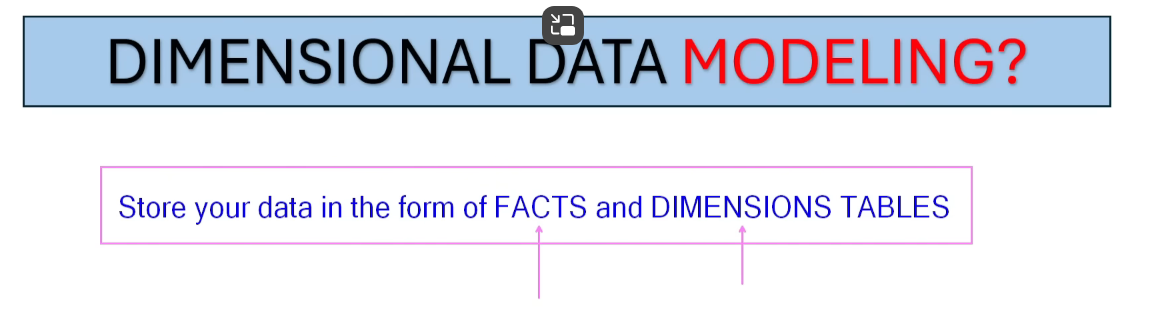 DIMENSIONAL DATA MODELING?
Store your data in the form of FACTS and DIMENSIONS TABLES